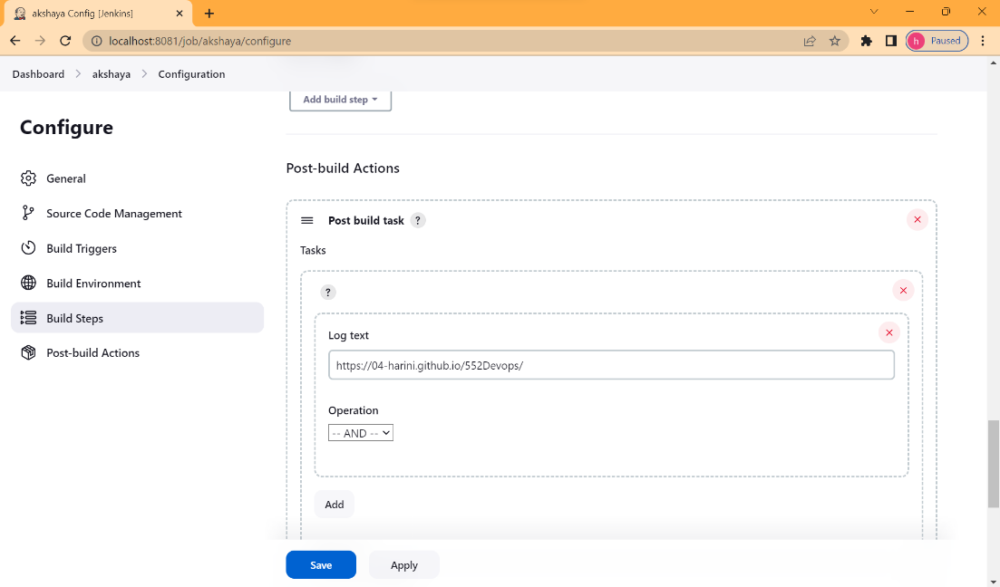 akshaya Config [Jenkins]
localhost:8081/job/akshaya/configure
h Paused
Dashboard > akshaya > Configuration
Configure
General
Source Code Management
Build Triggers
Build Environment
Build Steps
Post-build Actions
Add build step
Post-build Actions
Post build task ?
Tasks
?
Log text
https://04-harini.github.io/552Devops/
Operation
-- AND --
Add
Save Apply